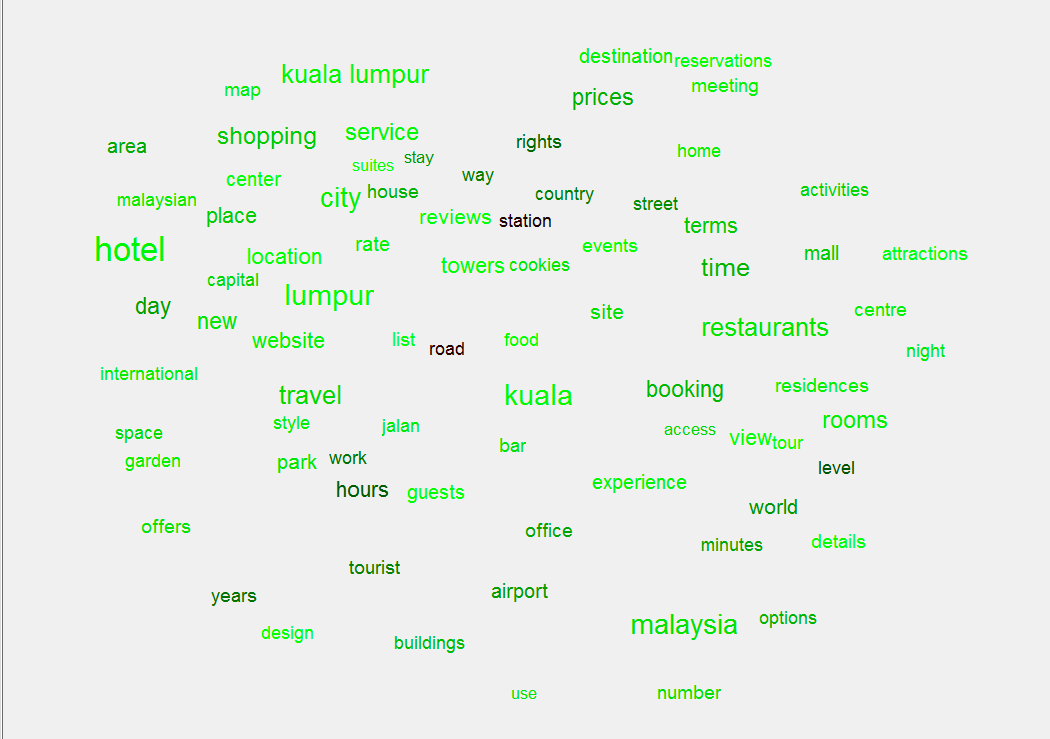 destination
reservations
kuala lumpur
map
meeting
prices
shopping
service
rights
area
home
suites
stay
way
center
house
country
activities
malaysian
city
street
place
reviews
station
terms
hotel
rate
events
location
mall
attractions
towers
cookies
time
capital
lumpur
day
site
centre
new
restaurants
website
list
road
food
night
international
travel
kuala
booking
residences
style
jalan
rooms
space
access
view
tour
bar
garden
park
work
level
hours
guests
experience
world
offers
office
minutes
details
tourist
years
airport
malaysia
options
design
buildings
use
number